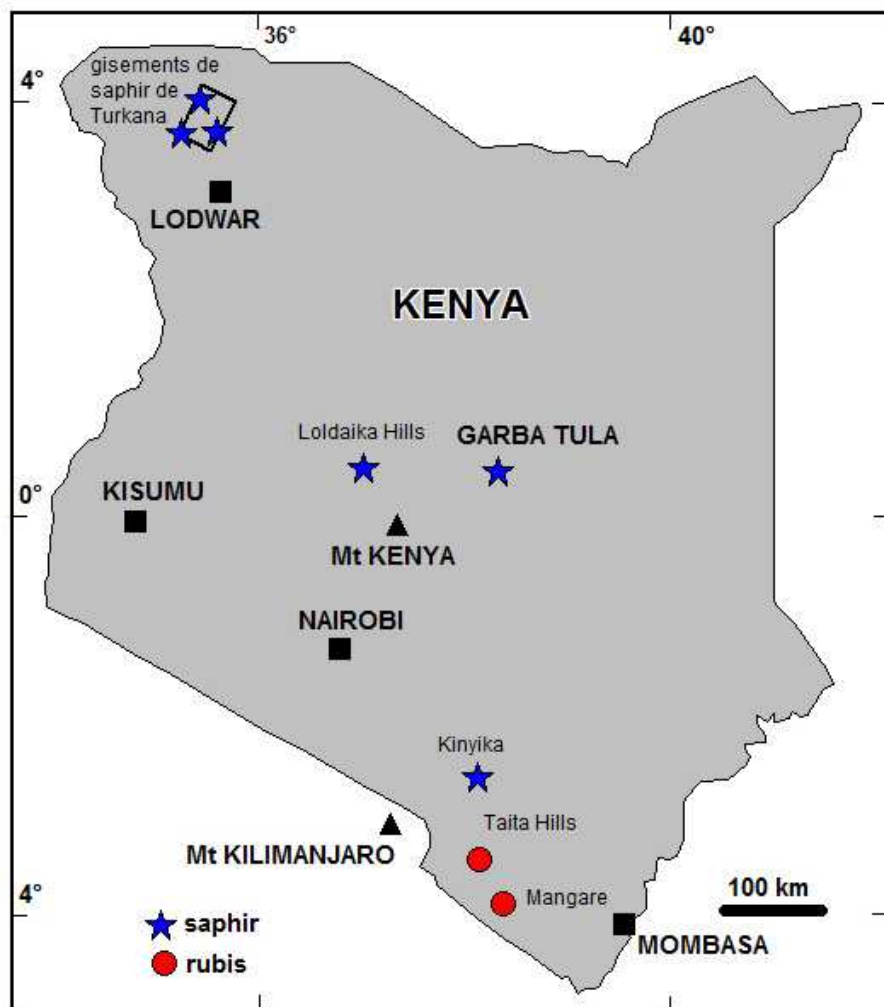 36°
40°
4°
gisements de
saphir de
Turkana
LODWAR
KENYA
Loldaika Hills
GARBA TULA
0°
KISUMU
Mt KENYA
NAIROBI
Kinyika
Taita Hills
Mt KILIMANJARO
Mangare
100 km
4°
saphir
MOMBASA
rubis